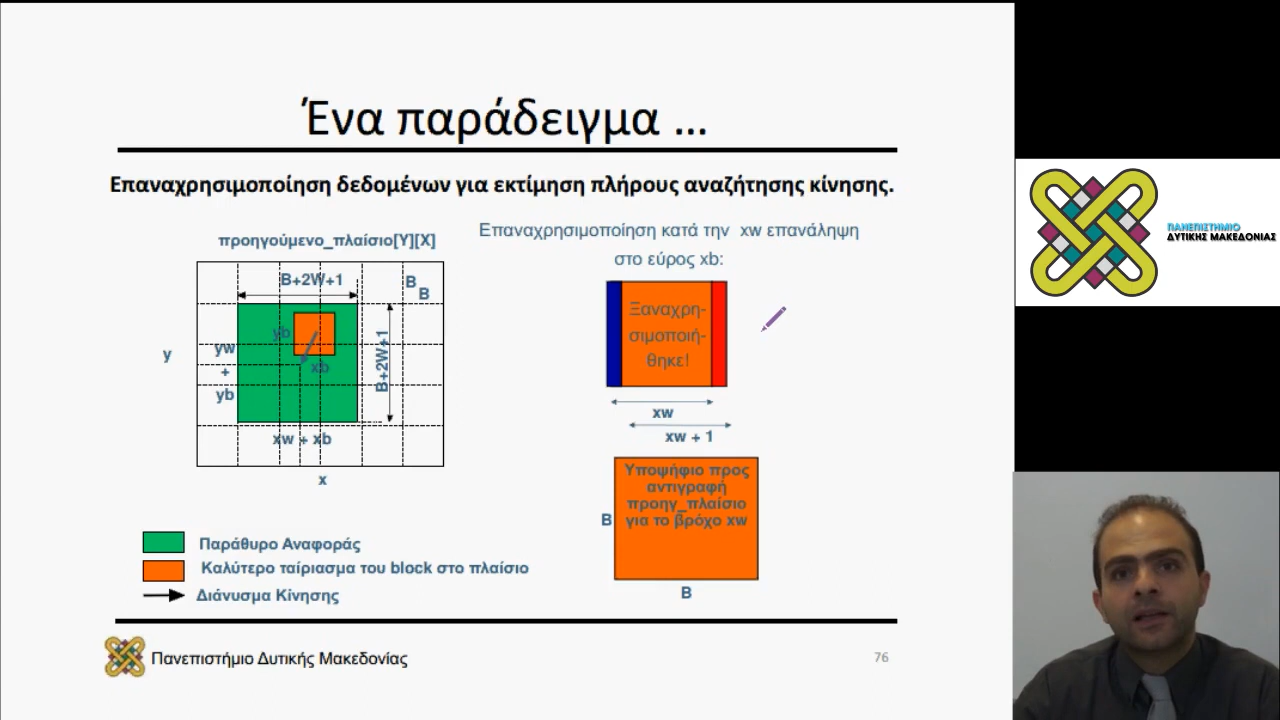 Ένα παράδειγμα ...
Επαναχρησιμοποίηση δεδομένων για εκτίμηση πλήρους αναζήτησης κίνησης.
προηγούμενο_πλαίσιο[Y][X]
B+2W+1
B
B
yb
xb
B+2W+1
y
yw
+
yb
xw + xb
x
Παράθυρο Αναφοράς
Καλύτερο ταίριασμα του block στο πλαίσιο
Διάνυσμα Κίνησης
Επαναχρησιμοποίηση κατά την xw επανάληψη
στο εύρος xb:
Ξαναχρη-
σιμοποιή-
θηκε!
xw
xw + 1
Υποψήφιο προς
αντιγραφή
προηγ_πλαίσιο
για το βρόχο xw
B
B
Πανεπιστήμιο Δυτικής Μακεδονίας
76
ΠΑΝΕΠΙΣΤΗΜΙΟ
ΔΥΤΙΚΗΣ ΜΑΚΕΔΟΝΙΑΣ